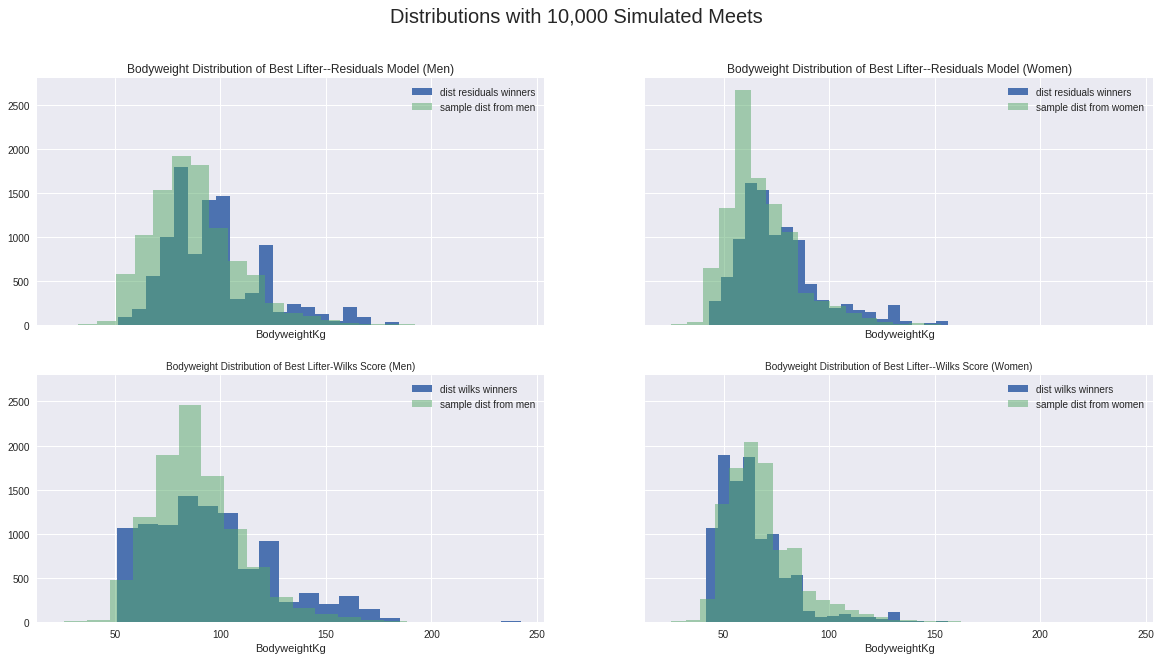 Distributions with 10,000 Simulated Meets
Bodyweight Distribution of Best Lifter--Residuals Model (Men)
dist residuals winners
sample dist from men
2500
2000
1500
1000
500
0
BodyweightKg
Bodyweight Distribution of Best Lifter--Residuals Model (Women)
dist residuals winners
sample dist from women
BodyweightKg
Bodyweight Distribution of Best Lifter-Wilks Score (Men)
dist wilks winners
sample dist from men
2500
2000
1500
1000
500
0
50 100 150 200 250
BodyweightKg
Bodyweight Distribution of Best Lifter--Wilks Score (Women)
dist wilks winners
sample dist from women
50 100 150 200 250
BodyweightKg